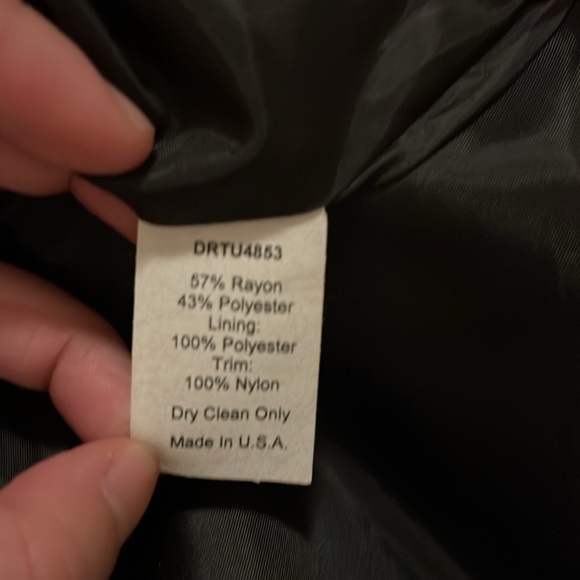 DRTU4853
57% Rayon
43% Polyester
Lining:
100% Polyester
Trim:
100% Nylon
Dry Clean Only
Made In U.S.A.